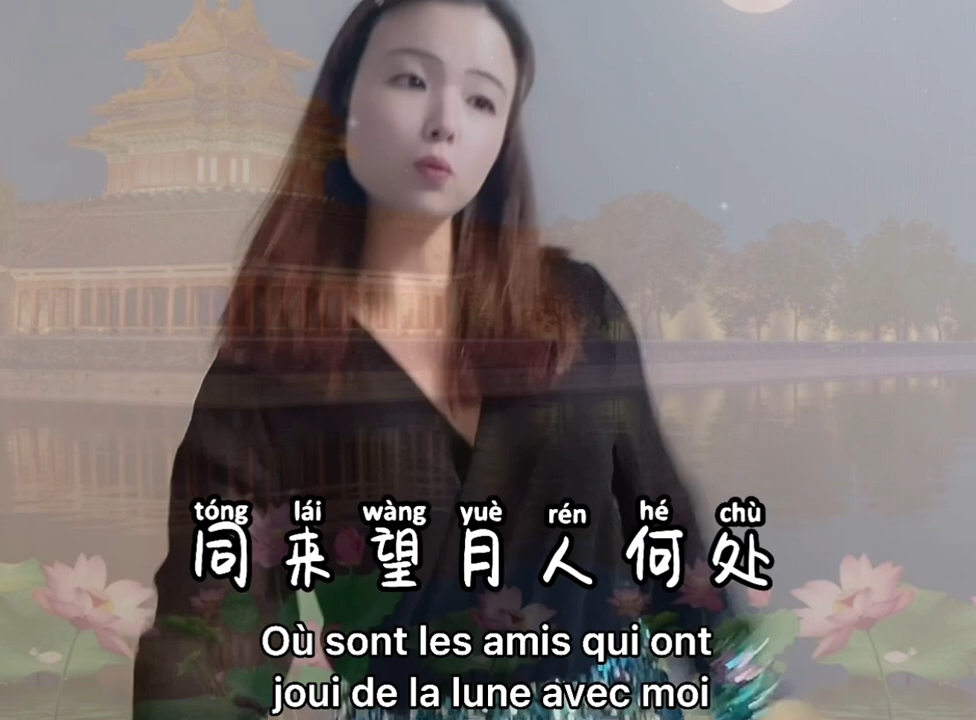 tóng lái wàng yuè rén hé chù
同来望月人何处
Où sont les amis qui ont
joui de la lune avec moi